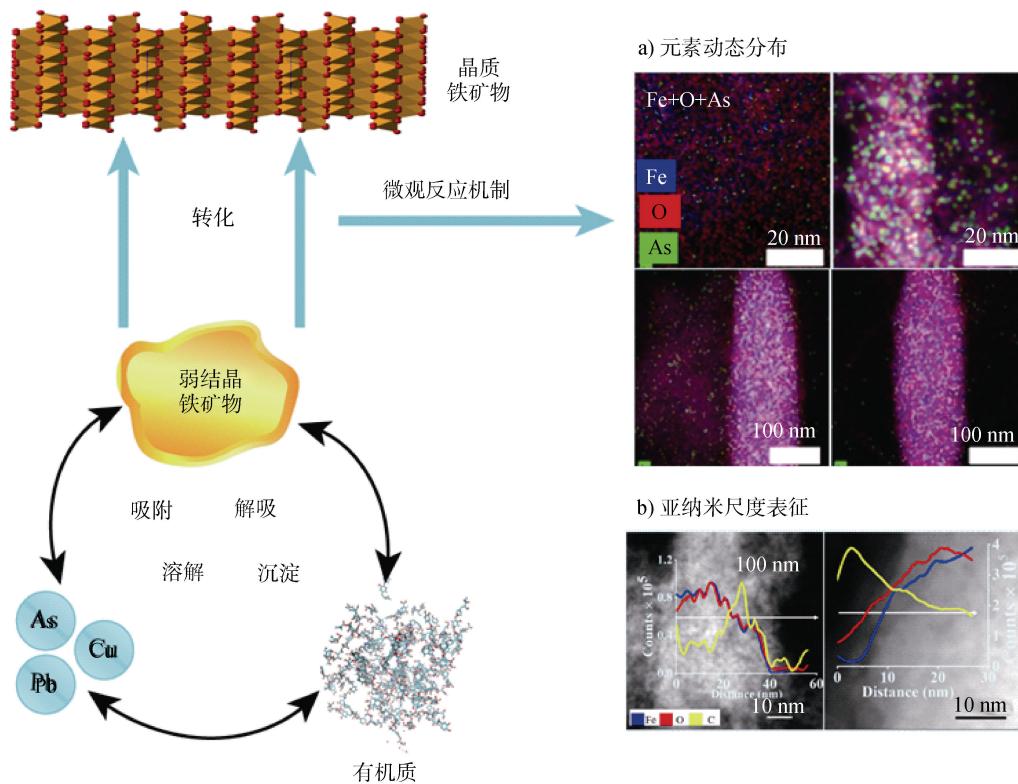 晶质
铁矿物
转化
微观反应机制
弱结晶
铁矿物
吸附
解吸
溶解
沉淀
As
Cu
Pb
有机质
a) 元素动态分布
Fe+O+As
Fe
O
As
20 nm
20 nm
100 nm
100 nm
b) 亚纳米尺度表征
1.2
0.8
0.4
0.0
Counts × 10⁵
0
20
40
60
Distance (nm)
100 nm
10 nm
Fe
O
C
4
3
2
1
0
Counts × 10⁵
0
10
20
30
Distance (nm)
10 nm